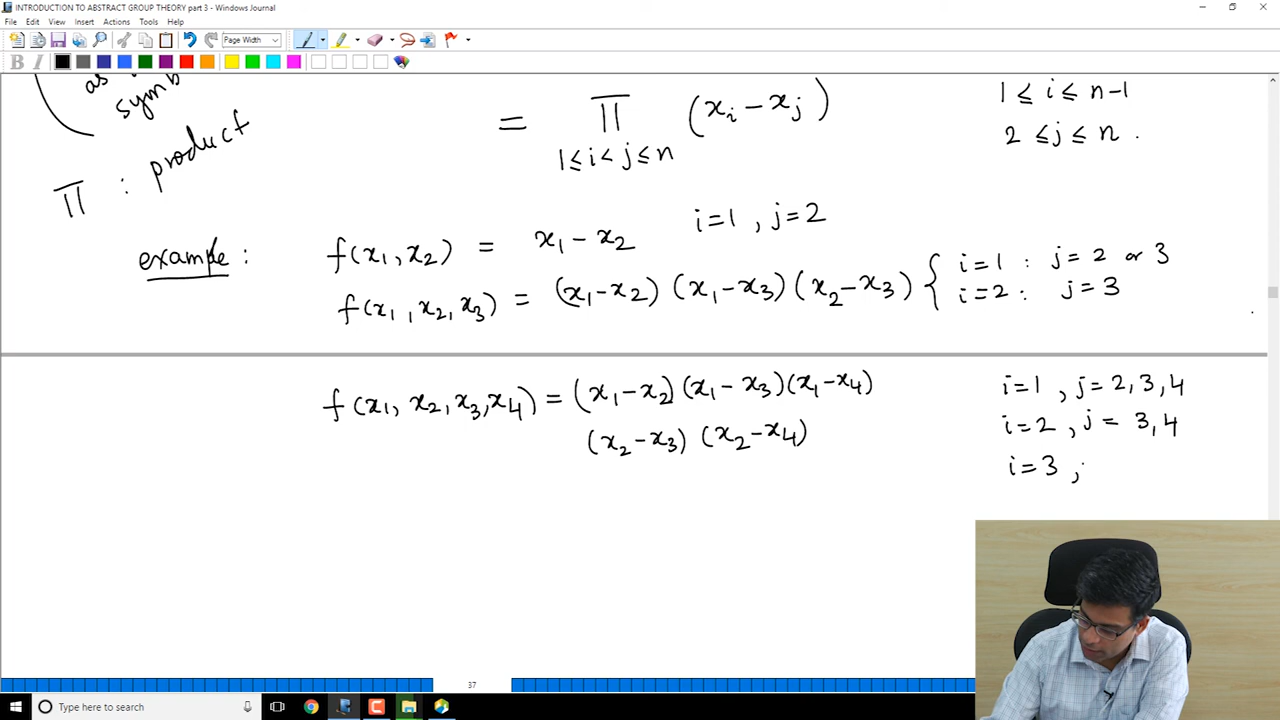 INTRODUCTION TO ABSTRACT GROUP THEORY part 3 - Windows Journal
File Edit View Insert Actions Tools Help
Page Width
B I
as
symb
∏ : product
= ∏ (x_i - x_j)
1 ≤ i < j ≤ n
1 ≤ i ≤ n-1
2 ≤ j ≤ n .
example : f(x₁, x₂) = x₁ - x₂ i=1 , j=2
f(x₁, x₂, x₃) = (x₁-x₂) (x₁-x₃) (x₂-x₃) { i=1 : j=2 or 3
i=2 : j=3
f(x₁, x₂, x₃, x₄) = (x₁-x₂) (x₁-x₃) (x₁-x₄) i=1 , j=2,3,4
(x₂-x₃) (x₂-x₄) i=2 , j= 3,4
i=3 ,
37
Type here to search